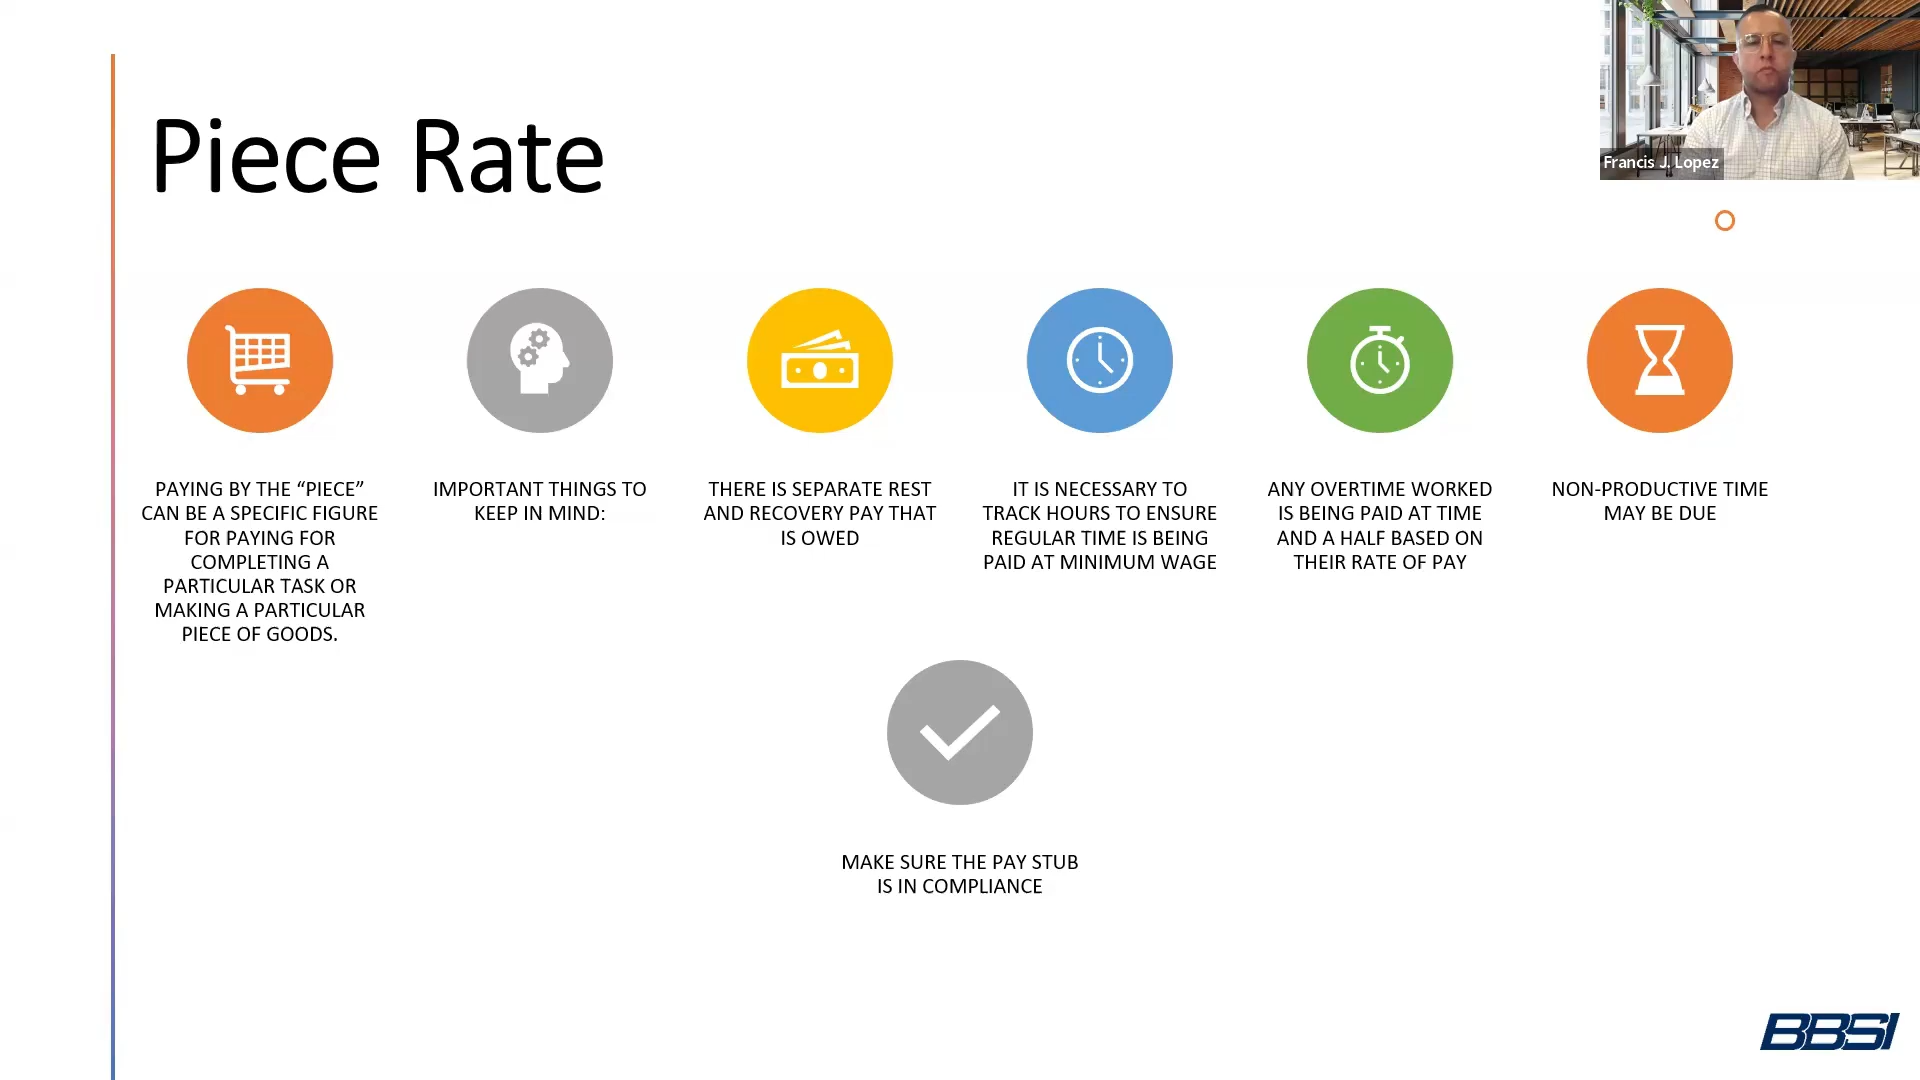 Piece Rate
Francis J. Lopez
PAYING BY THE “PIECE”
CAN BE A SPECIFIC FIGURE
FOR PAYING FOR
COMPLETING A
PARTICULAR TASK OR
MAKING A PARTICULAR
PIECE OF GOODS.
IMPORTANT THINGS TO
KEEP IN MIND:
THERE IS SEPARATE REST
AND RECOVERY PAY THAT
IS OWED
IT IS NECESSARY TO
TRACK HOURS TO ENSURE
REGULAR TIME IS BEING
PAID AT MINIMUM WAGE
ANY OVERTIME WORKED
IS BEING PAID AT TIME
AND A HALF BASED ON
THEIR RATE OF PAY
NON-PRODUCTIVE TIME
MAY BE DUE
MAKE SURE THE PAY STUB
IS IN COMPLIANCE
BBSI